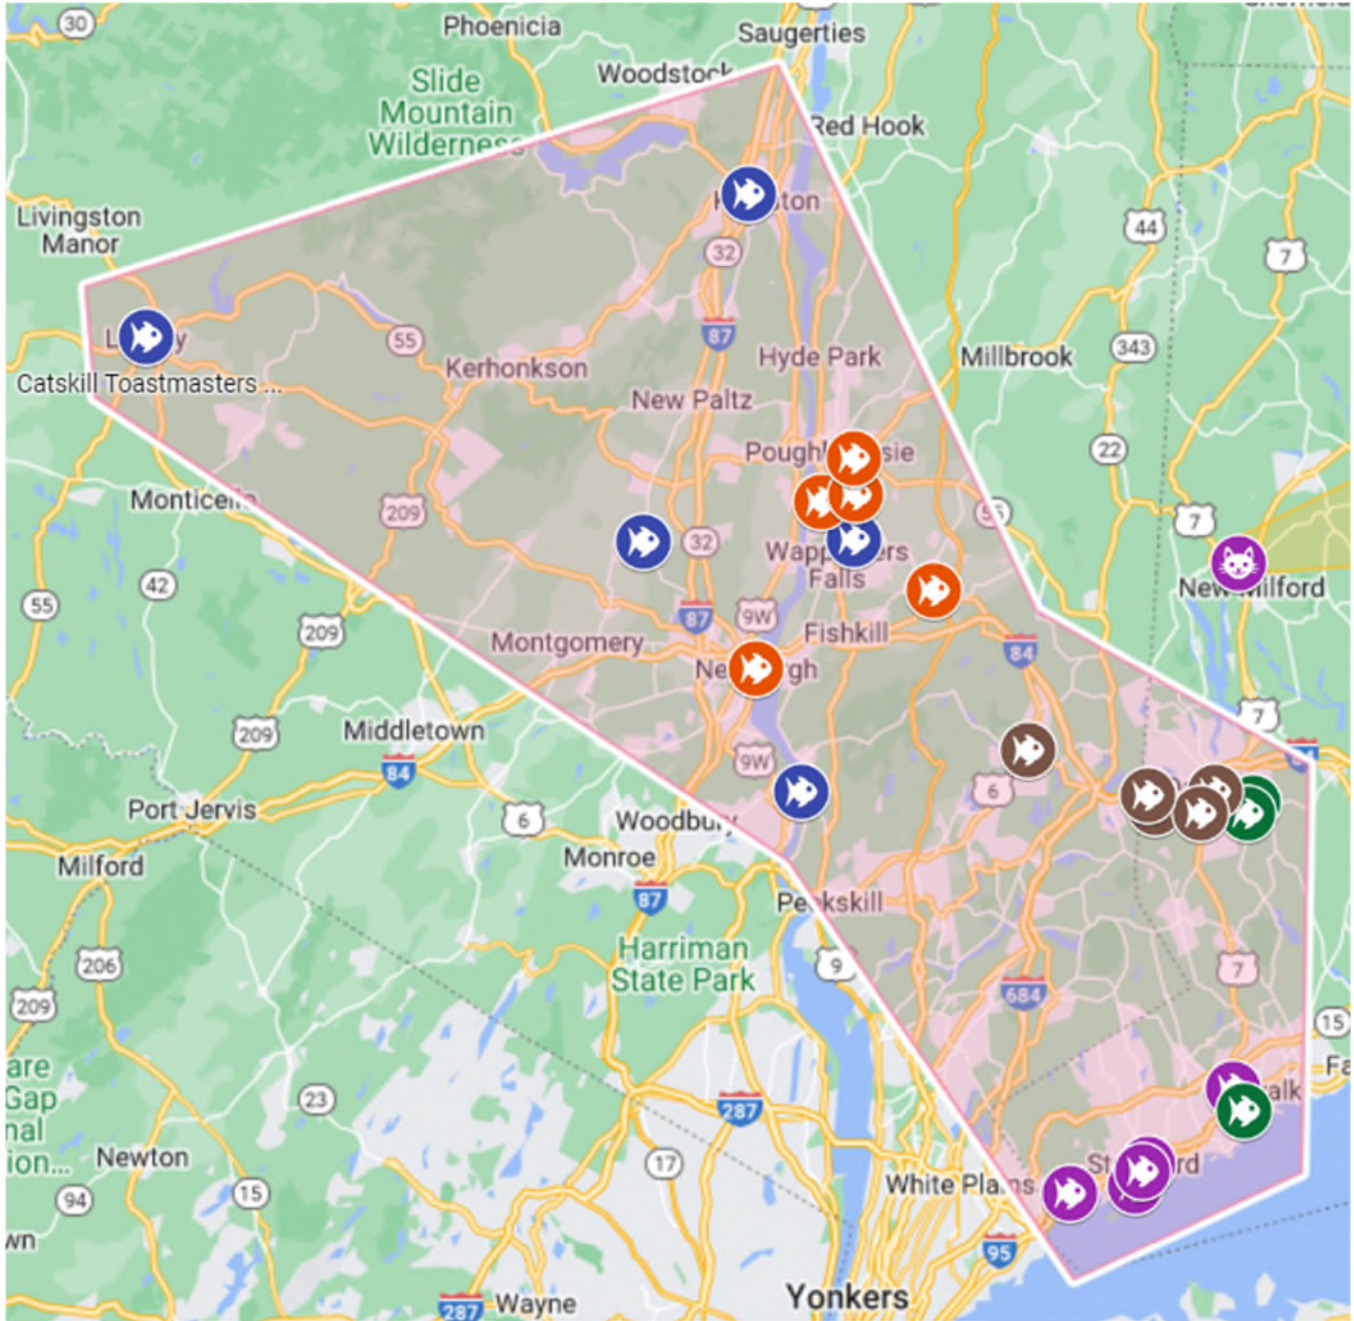 30
Phoenicia
Saugerties
Woodstock
Slide
Mountain
Wilderness
Red Hook
Livingston
Manor
44
7
32
87
55
343
Catskill Toastmasters ...
Kerhonkson
Hyde Park
Millbrook
New Paltz
22
Monticello
209
55
7
32
42
55
Falls
New Milford
209
87
9W
Fishkill
84
Montgomery
209
Middletown
84
9W
7
84
6
Port Jervis
6
Woodbury
Monroe
Milford
87
Peekskill
Harriman
State Park
206
9
7
209
684
15
23
287
Newton
17
White Plains
94
15
95
Yonkers
287
Wayne